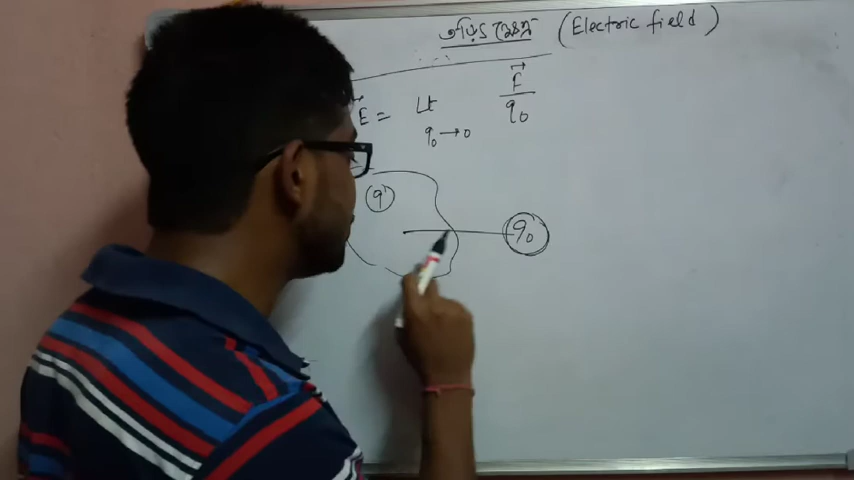 তড়িৎ ক্ষেত্র (Electric field)
E⃗ = Lt F⃗
q₀→0 q₀
q
q₀